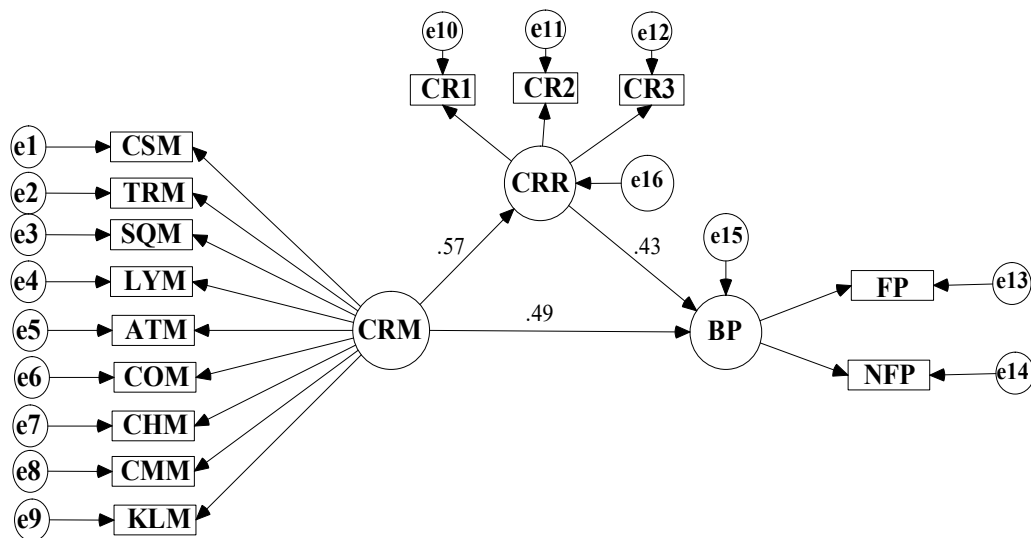 e10
e11
e12
CR1
CR2
CR3
e1
CSM
e2
TRM
CRR
e16
e3
SQM
.57
.43
e15
e4
LYM
FP
e13
e5
ATM
CRM
.49
BP
e6
COM
NFP
e14
e7
CHM
e8
CMM
e9
KLM